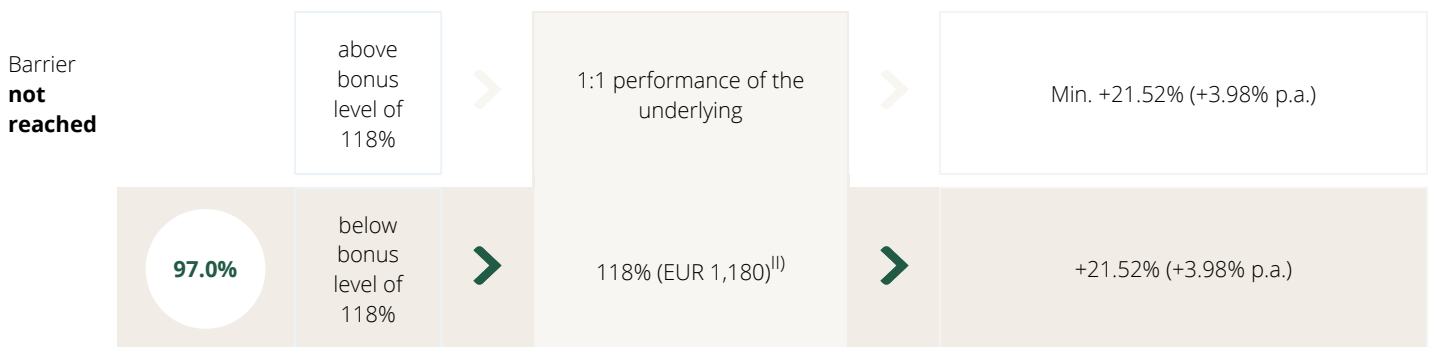 Barrier
not
reached
above
bonus
level of
118%
1:1 performance of the
underlying
Min. +21.52% (+3.98% p.a.)
97.0%
below
bonus
level of
118%
118% (EUR 1,180)II)
+21.52% (+3.98% p.a.)